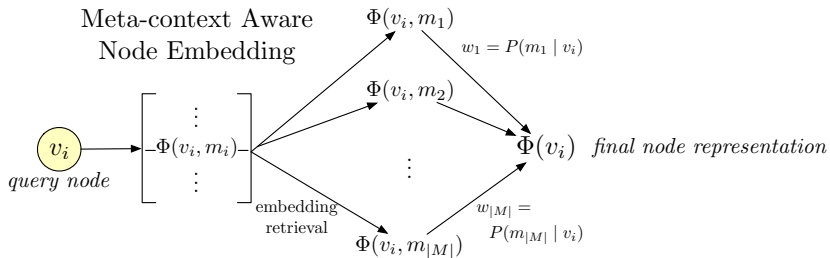 Meta-context Aware
Node Embedding
Φ(v_i, m_1)
w_1 = P(m_1 | v_i)
Φ(v_i, m_2)
⋮
v_i
–Φ(v_i, m_i)–
Φ(v_i) final node representation
query node
⋮
⋮
embedding
retrieval
w_{|M|} =
P(m_{|M|} | v_i)
Φ(v_i, m_{|M|})